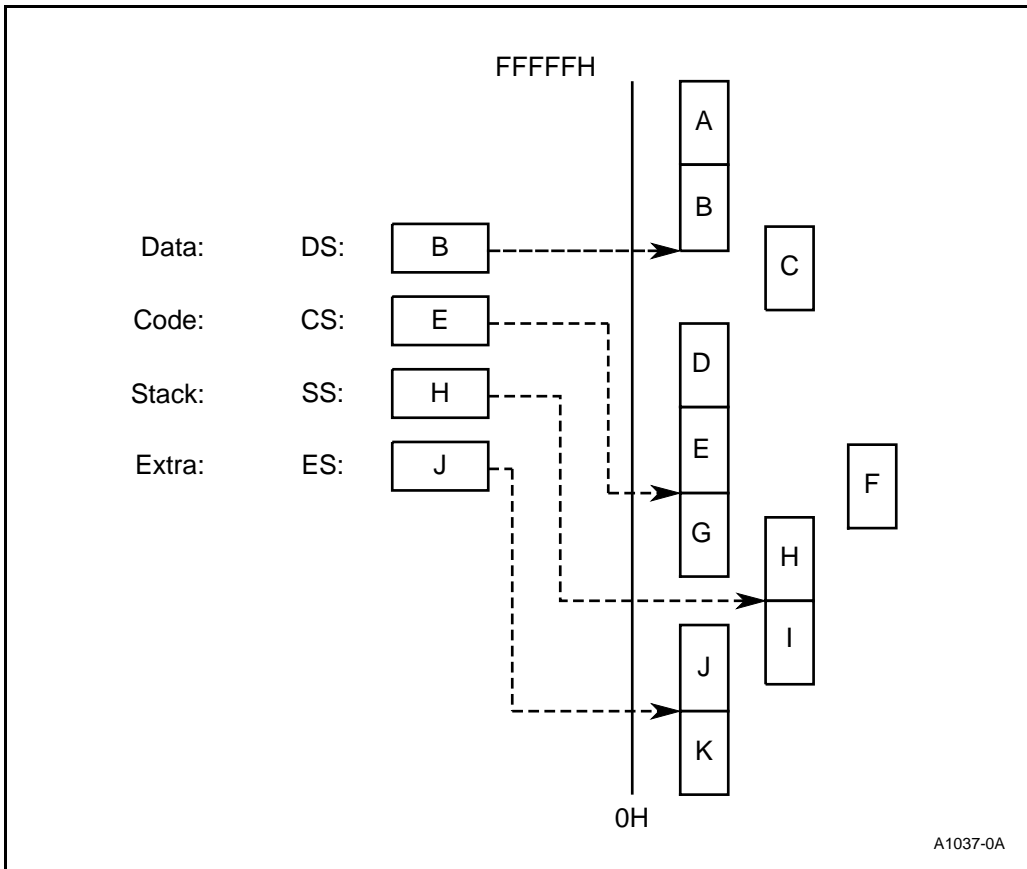 FFFFFH
A
B
Data: DS: B
C
Code: CS: E
D
Stack: SS: H
E
Extra: ES: J
F
G
H
I
J
K
0H
A1037-0A